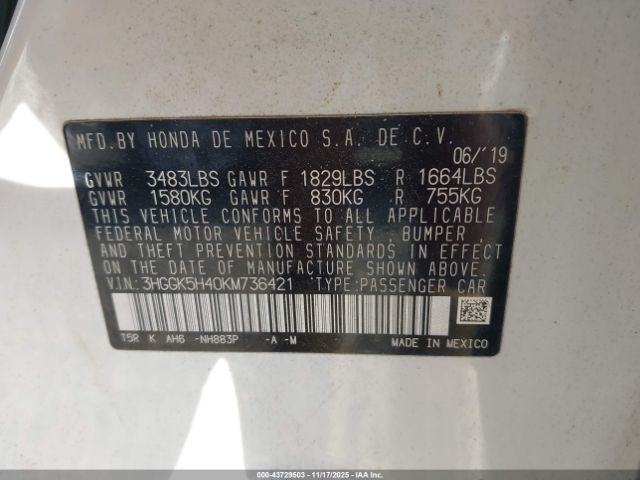 MFD.BY HONDA DE MEXICO S.A. DE C.V.
06/'19
GVWR 3483LBS GAWR F 1829LBS R 1664LBS
GVWR 1580KG GAWR F 830KG R 755KG
THIS VEHICLE CONFORMS TO ALL APPLICABLE
FEDERAL MOTOR VEHICLE SAFETY , BUMPER ,
AND THEFT PREVENTION STANDARDS IN EFFECT
ON THE DATE OF MANUFACTURE SHOWN ABOVE.
V.I.N: 3HGGK5H40KM736421 TYPE:PASSENGER CAR
T5R K AH6 -NH883P -A -M MADE IN MEXICO
000-43729503 - 11/17/2025 - IAAI.COM